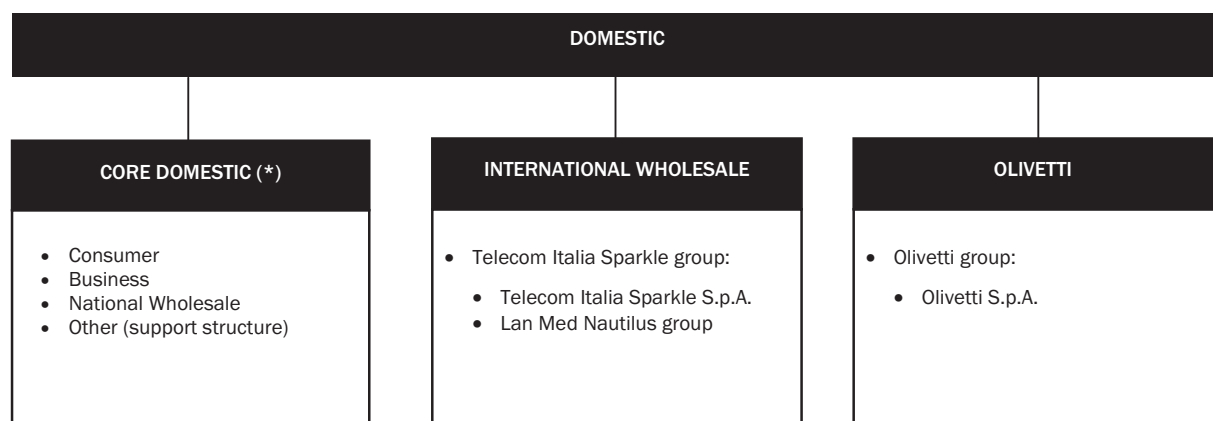 DOMESTIC
CORE DOMESTIC (*)
• Consumer
• Business
• National Wholesale
• Other (support structure)
INTERNATIONAL WHOLESALE
• Telecom Italia Sparkle group:
• Telecom Italia Sparkle S.p.A.
• Lan Med Nautilus group
OLIVETTI
• Olivetti group:
• Olivetti S.p.A.